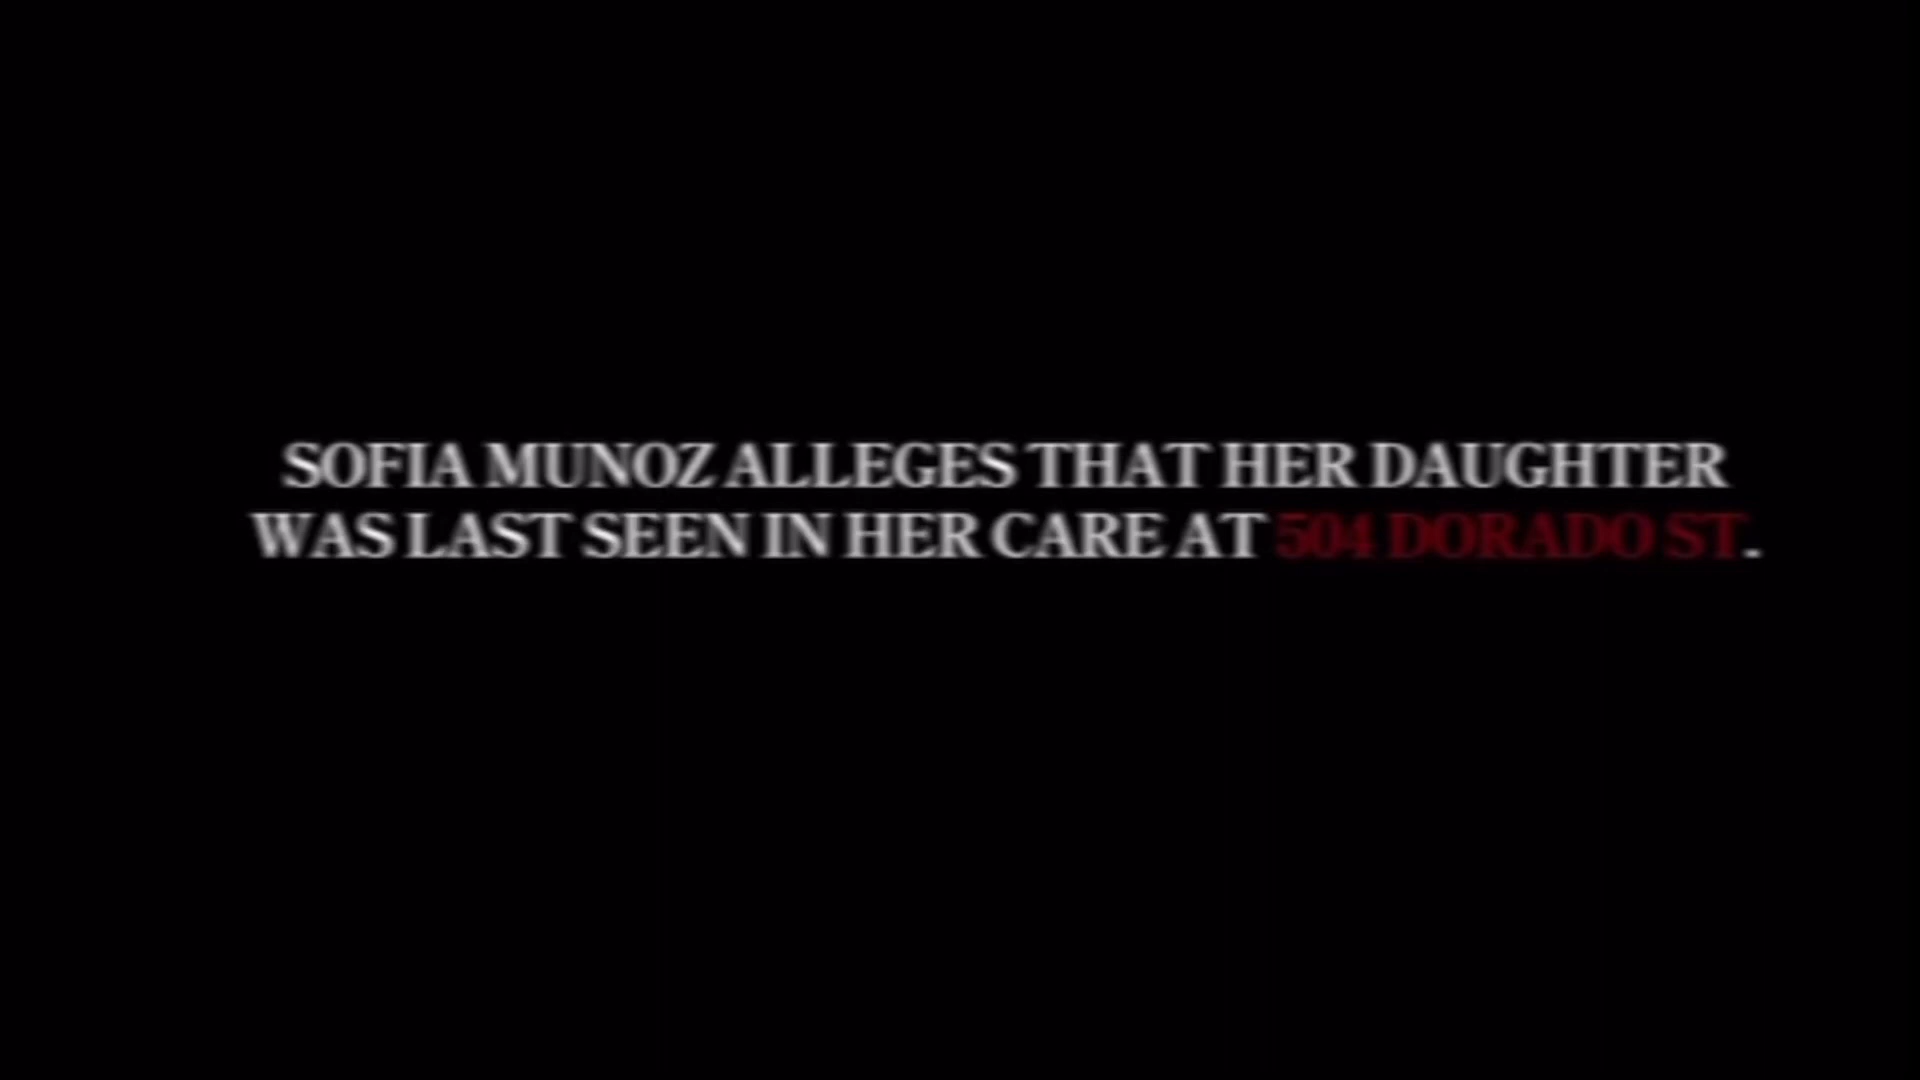 SOFIA MUNOZ ALLEGES THAT HER DAUGHTER
WAS LAST SEEN IN HER CARE AT 504 DORADO ST.